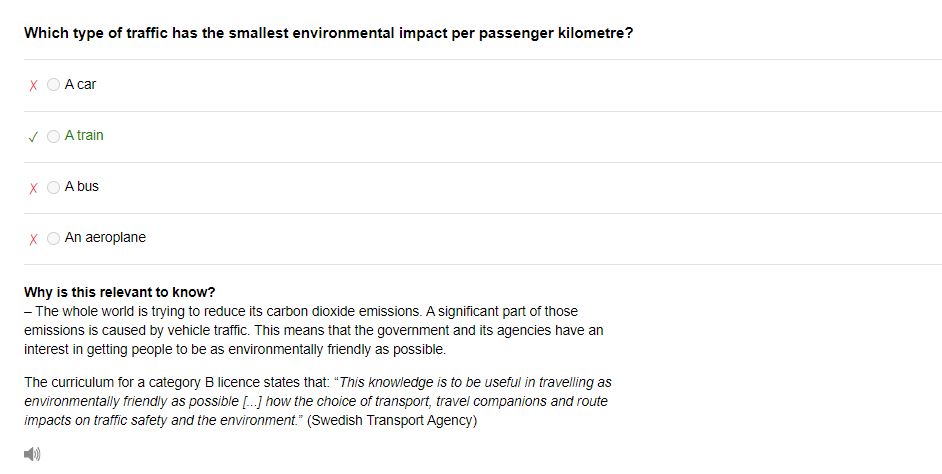 Which type of traffic has the smallest environmental impact per passenger kilometre?
✗ A car
✓ A train
✗ A bus
✗ An aeroplane
Why is this relevant to know?
– The whole world is trying to reduce its carbon dioxide emissions. A significant part of those
emissions is caused by vehicle traffic. This means that the government and its agencies have an
interest in getting people to be as environmentally friendly as possible.
The curriculum for a category B licence states that: “This knowledge is to be useful in travelling as
environmentally friendly as possible [...] how the choice of transport, travel companions and route
impacts on traffic safety and the environment.” (Swedish Transport Agency)